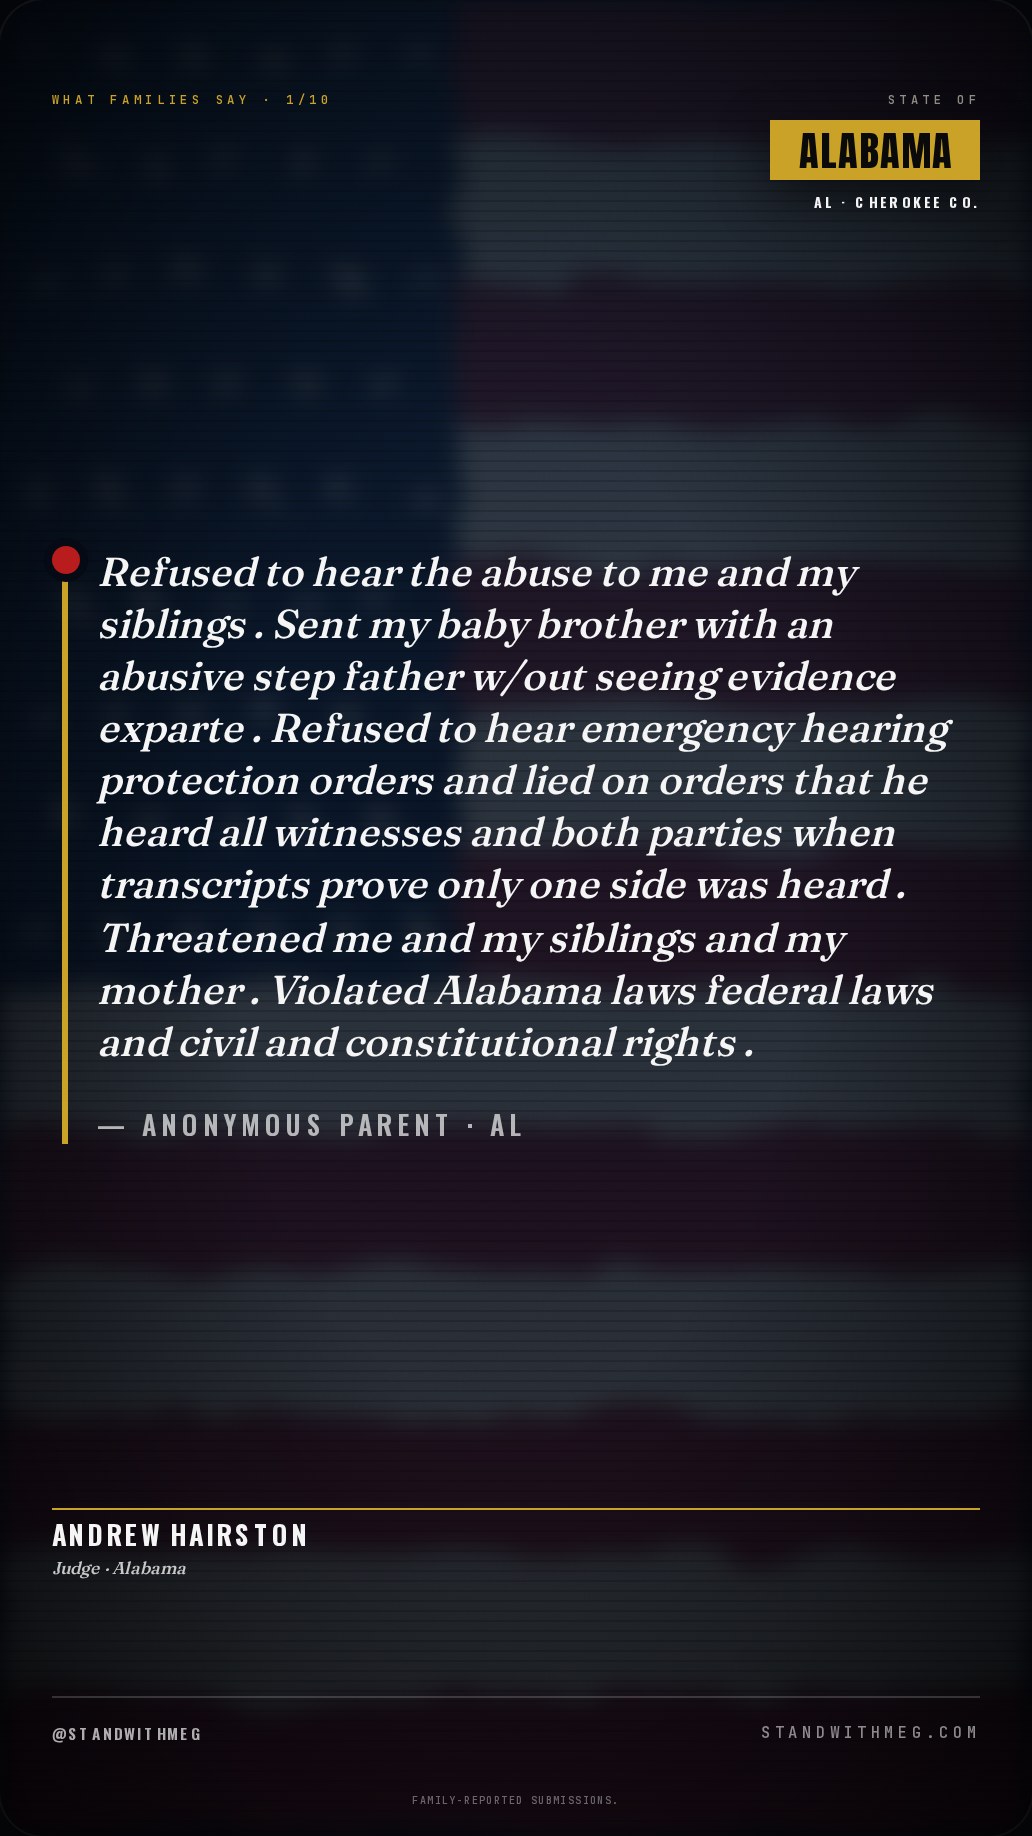 WHAT FAMILIES SAY · 1/10
STATE OF
ALABAMA
AL · CHEROKEE CO.
Refused to hear the abuse to me and my
siblings . Sent my baby brother with an
abusive step father w/out seeing evidence
exparte . Refused to hear emergency hearing
protection orders and lied on orders that he
heard all witnesses and both parties when
transcripts prove only one side was heard .
Threatened me and my siblings and my
mother . Violated Alabama laws federal laws
and civil and constitutional rights .
— ANONYMOUS PARENT · AL
ANDREW HAIRSTON
Judge · Alabama
@STANDWITHMEG
STANDWITHMEG.COM
FAMILY-REPORTED SUBMISSIONS.